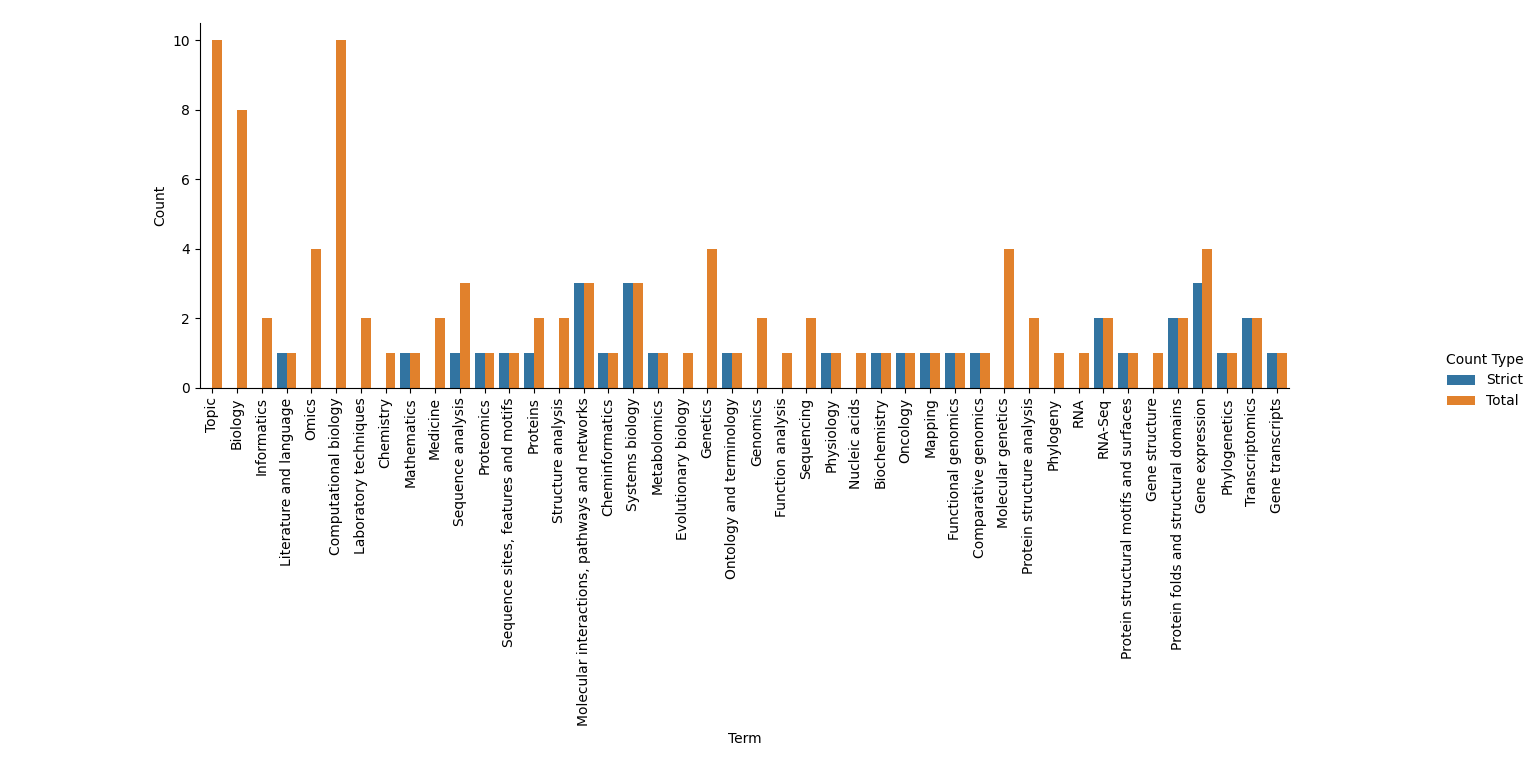 10
8
6
4
2
0
Count
Topic
Biology
Informatics
Literature and language
Omics
Computational biology
Laboratory techniques
Chemistry
Mathematics
Medicine
Sequence analysis
Proteomics
Sequence sites, features and motifs
Proteins
Structure analysis
Molecular interactions, pathways and networks
Cheminformatics
Systems biology
Metabolomics
Evolutionary biology
Genetics
Ontology and terminology
Genomics
Function analysis
Sequencing
Physiology
Nucleic acids
Biochemistry
Oncology
Mapping
Functional genomics
Comparative genomics
Molecular genetics
Protein structure analysis
Phylogeny
RNA
RNA-Seq
Protein structural motifs and surfaces
Gene structure
Protein folds and structural domains
Gene expression
Phylogenetics
Transcriptomics
Gene transcripts
Term
Count Type
Strict
Total